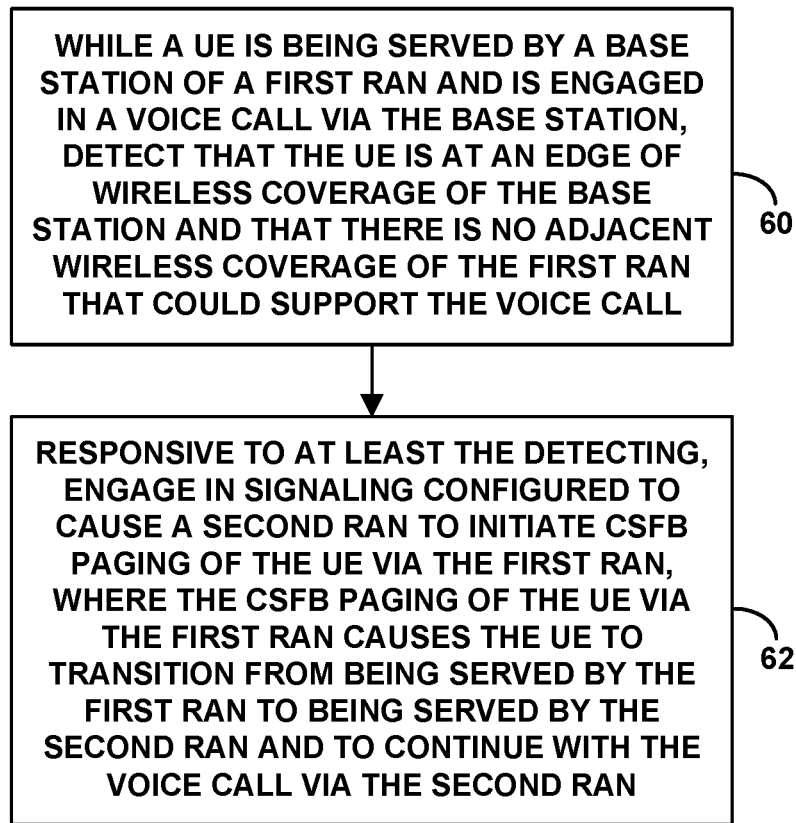 WHILE A UE IS BEING SERVED BY A BASE
STATION OF A FIRST RAN AND IS ENGAGED
IN A VOICE CALL VIA THE BASE STATION,
DETECT THAT THE UE IS AT AN EDGE OF
WIRELESS COVERAGE OF THE BASE
STATION AND THAT THERE IS NO ADJACENT
WIRELESS COVERAGE OF THE FIRST RAN
THAT COULD SUPPORT THE VOICE CALL
60
RESPONSIVE TO AT LEAST THE DETECTING,
ENGAGE IN SIGNALING CONFIGURED TO
CAUSE A SECOND RAN TO INITIATE CSFB
PAGING OF THE UE VIA THE FIRST RAN,
WHERE THE CSFB PAGING OF THE UE VIA
THE FIRST RAN CAUSES THE UE TO
TRANSITION FROM BEING SERVED BY THE
FIRST RAN TO BEING SERVED BY THE
SECOND RAN AND TO CONTINUE WITH THE
VOICE CALL VIA THE SECOND RAN
62